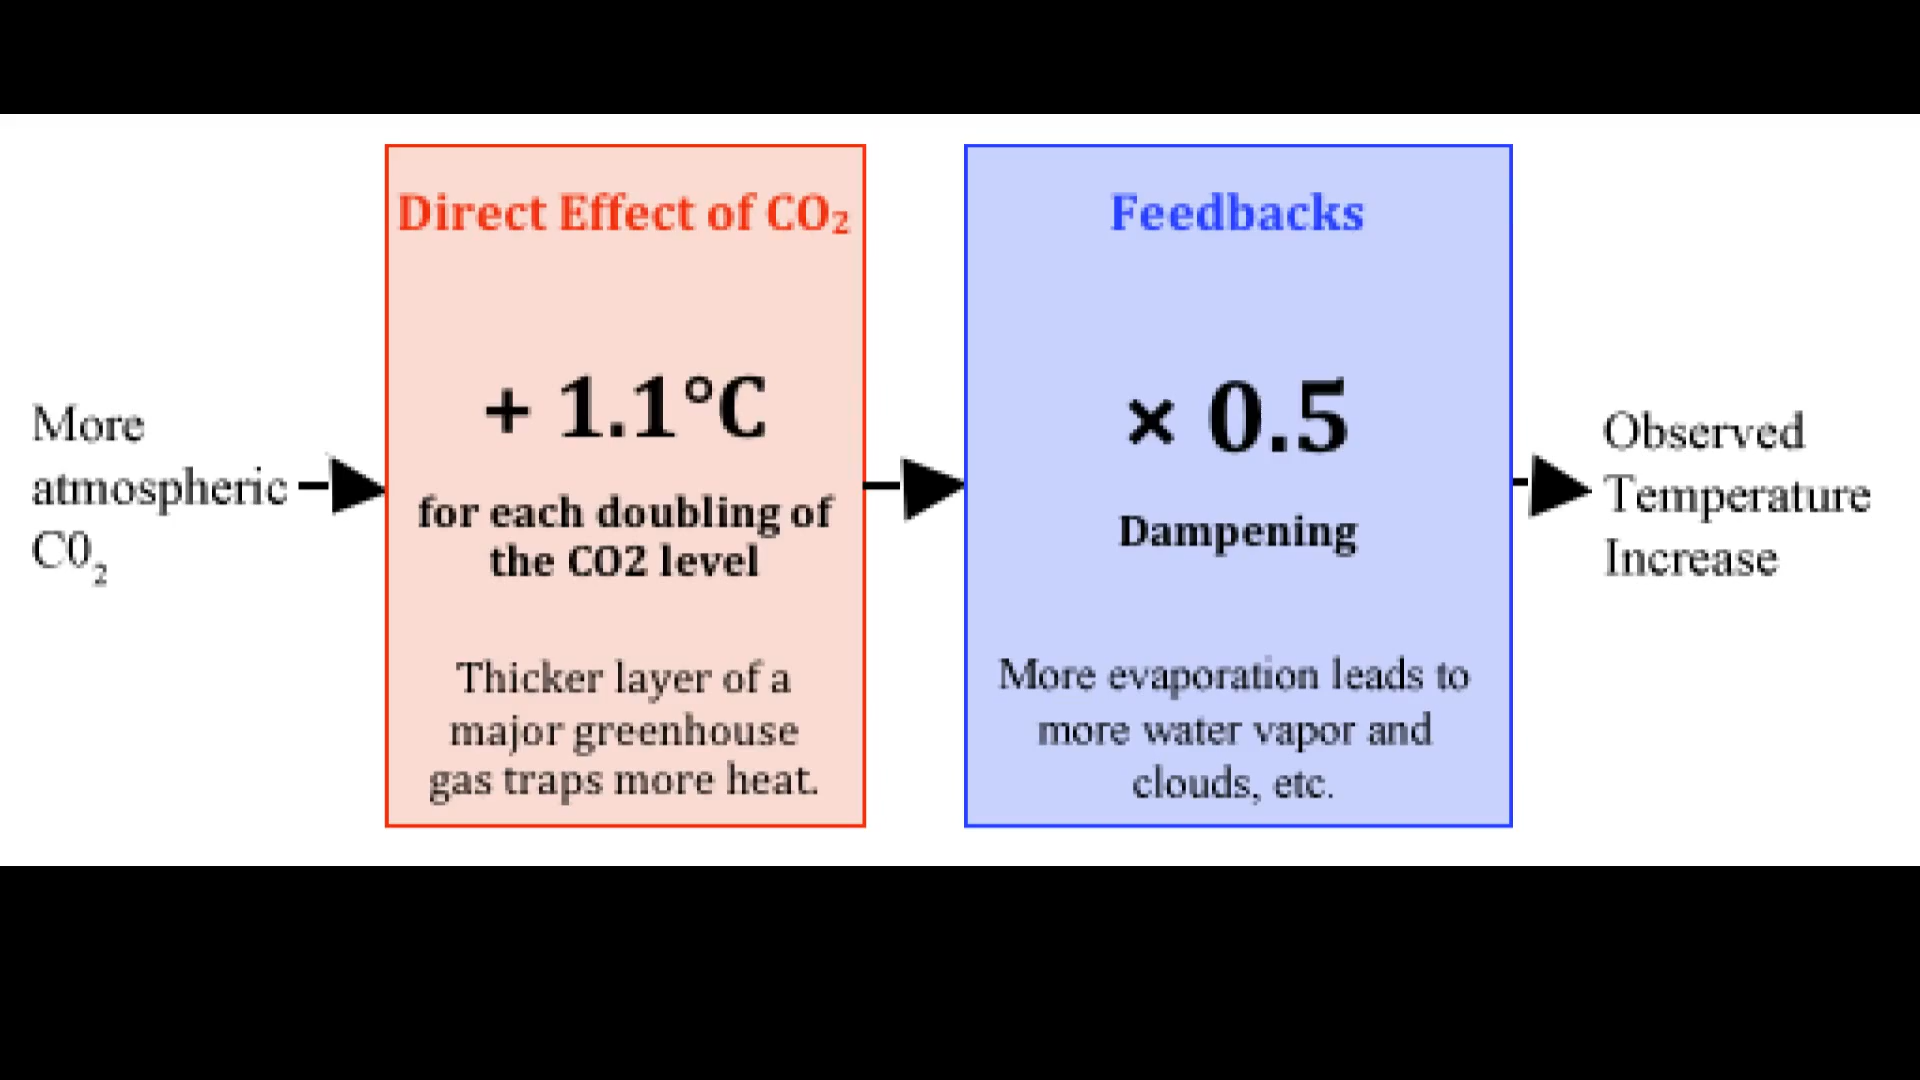 More
atmospheric
C0₂
Direct Effect of CO₂
+ 1.1°C
for each doubling of
the CO2 level
Thicker layer of a
major greenhouse
gas traps more heat.
Feedbacks
× 0.5
Dampening
More evaporation leads to
more water vapor and
clouds, etc.
Observed
Temperature
Increase